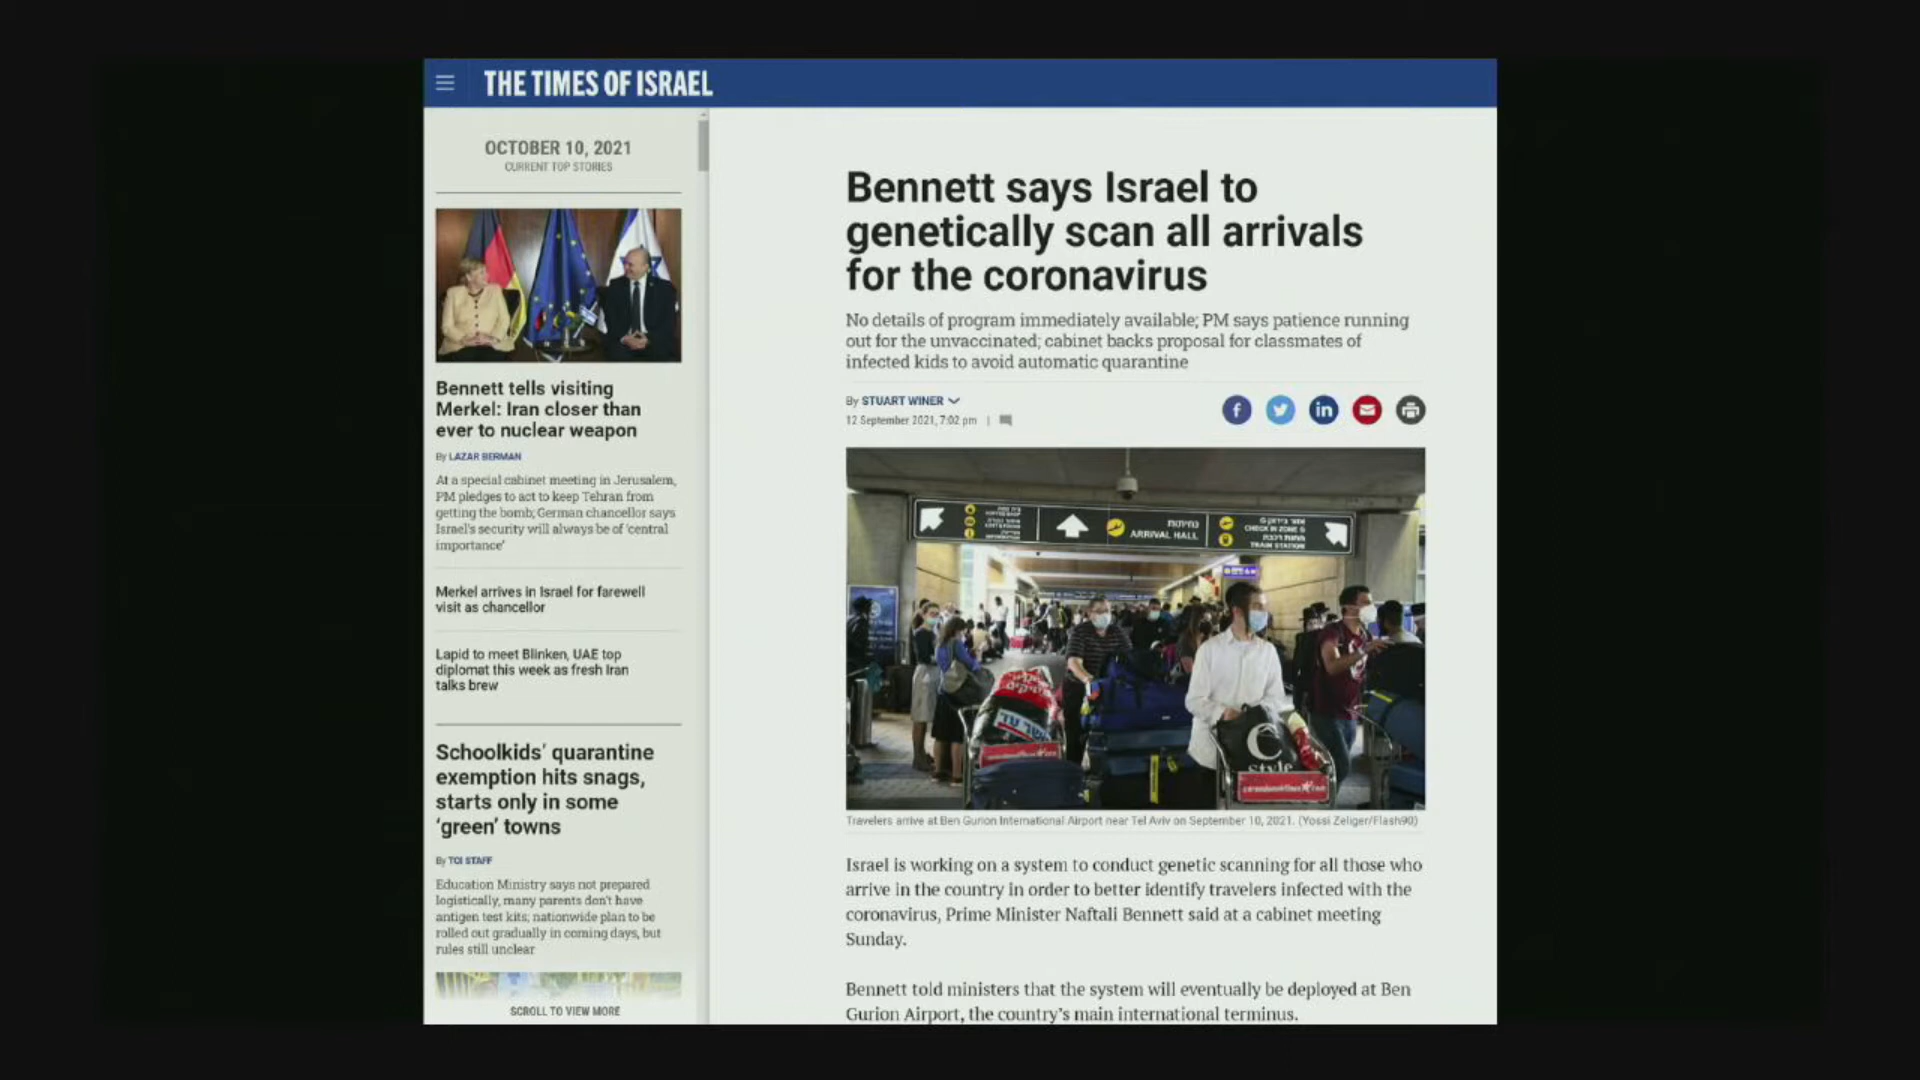 THE TIMES OF ISRAEL
OCTOBER 10, 2021
CURRENT TOP STORIES
Bennett tells visiting
Merkel: Iran closer than
ever to nuclear weapon
By LAZAR BERMAN
At a special cabinet meeting in Jerusalem,
PM pledges to act to keep Tehran from
getting the bomb; German chancellor says
Israel's security will always be of 'central
importance'
Merkel arrives in Israel for farewell
visit as chancellor
Lapid to meet Blinken, UAE top
diplomat this week as fresh Iran
talks brew
Schoolkids' quarantine
exemption hits snags,
starts only in some
'green' towns
By TOI STAFF
Education Ministry says not prepared
logistically, many parents don't have
antigen test kits; nationwide plan to be
rolled out gradually in coming days, but
rules still unclear
SCROLL TO VIEW MORE
Bennett says Israel to
genetically scan all arrivals
for the coronavirus
No details of program immediately available; PM says patience running
out for the unvaccinated; cabinet backs proposal for classmates of
infected kids to avoid automatic quarantine
By STUART WINER
12 September 2021, 7:02 pm |
ARRIVAL HALL
CHECK IN ZONE G
TRAIN STATION
C
style
Travelers arrive at Ben Gurion International Airport near Tel Aviv on September 10, 2021. (Yossi Zeliger/Flash90)
Israel is working on a system to conduct genetic scanning for all those who
arrive in the country in order to better identify travelers infected with the
coronavirus, Prime Minister Naftali Bennett said at a cabinet meeting
Sunday.
Bennett told ministers that the system will eventually be deployed at Ben
Gurion Airport, the country's main international terminus.